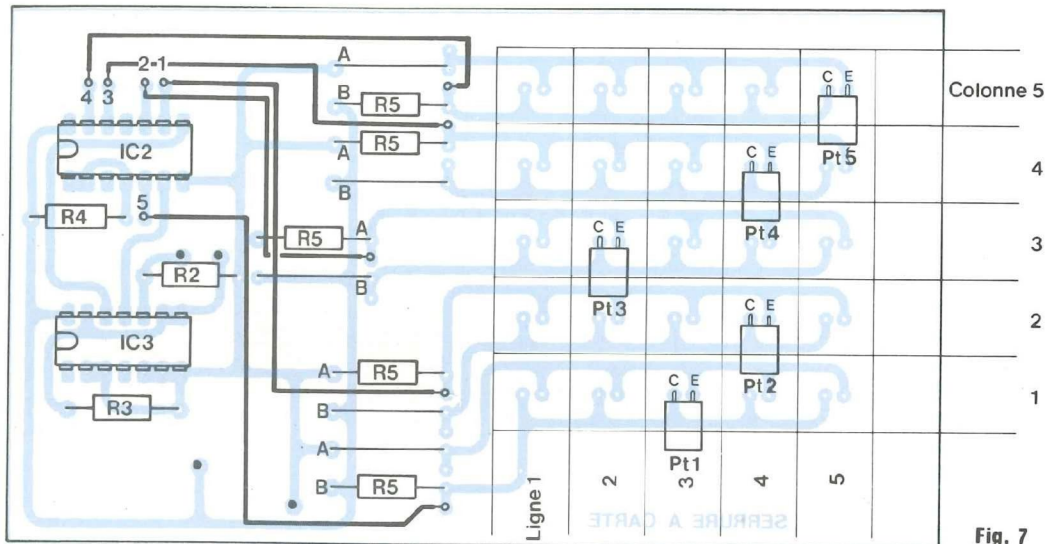 A
2-1
4 3
C E
Colonne 5
B R5
IC2
A R5
Pt5
C E
4
B
5
R4
A
Pt4
R5
C E
3
R2
B
Pt3
C E
2
IC3
A R5
Pt2
C E
1
R3
B
A
Pt1
B R5
Ligne 1
2
3
4
5
SERRURE A CARTE
Fig. 7